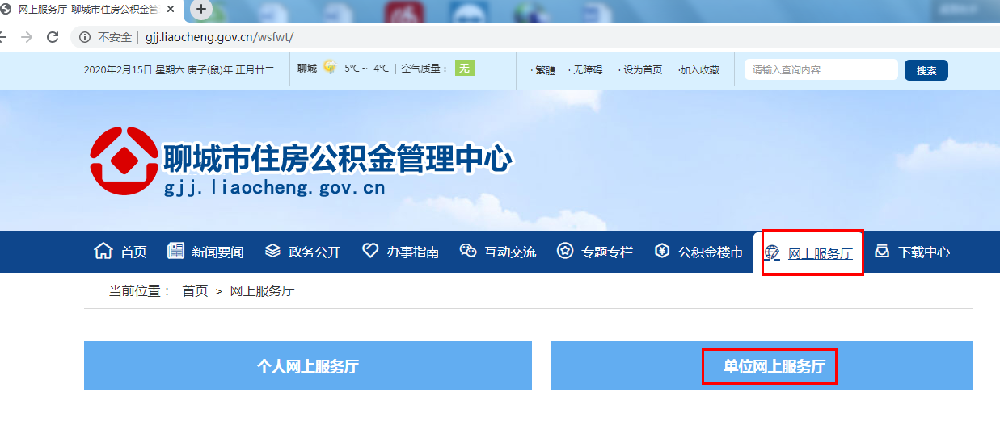 网上服务厅-聊城市住房公积金管
不安全 gjj.liaocheng.gov.cn/wsfwt/
2020年2月15日 星期六 庚子(鼠)年 正月廿二 聊城 5℃～-4℃ | 空气质量： 无 ·繁體 ·无障碍 ·设为首页 ·加入收藏 请输入查询内容 搜索
聊城市住房公积金管理中心
gjj.liaocheng.gov.cn
首页 新闻要闻 政务公开 办事指南 互动交流 专题专栏 公积金楼市 网上服务厅 下载中心
当前位置： 首页 > 网上服务厅
个人网上服务厅 单位网上服务厅